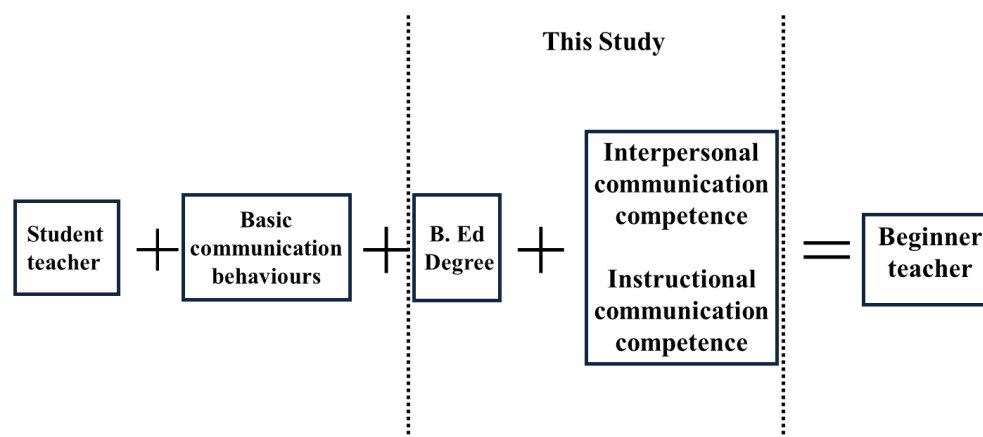 This Study
Student
teacher
+
Basic
communication
behaviours
+
B. Ed
Degree
+
Interpersonal
communication
competence
Instructional
communication
competence
=
Beginner
teacher